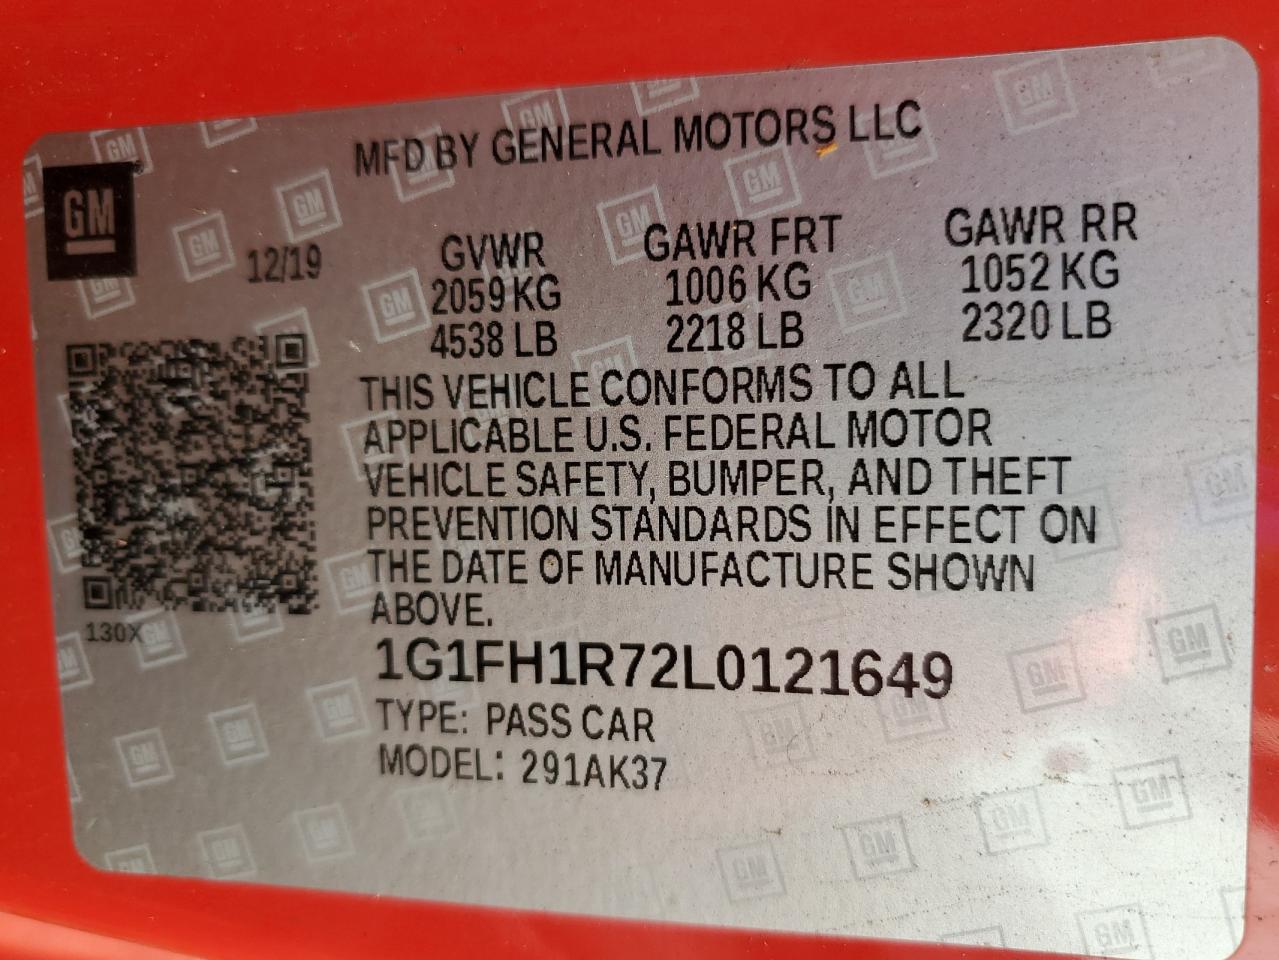 MFD BY GENERAL MOTORS LLC
GM
12/19
GVWR GAWR FRT GAWR RR
2059 KG 1006 KG 1052 KG
4538 LB 2218 LB 2320 LB
THIS VEHICLE CONFORMS TO ALL
APPLICABLE U.S. FEDERAL MOTOR
VEHICLE SAFETY, BUMPER, AND THEFT
PREVENTION STANDARDS IN EFFECT ON
THE DATE OF MANUFACTURE SHOWN
ABOVE.
130X
1G1FH1R72L0121649
TYPE: PASS CAR
MODEL: 291AK37